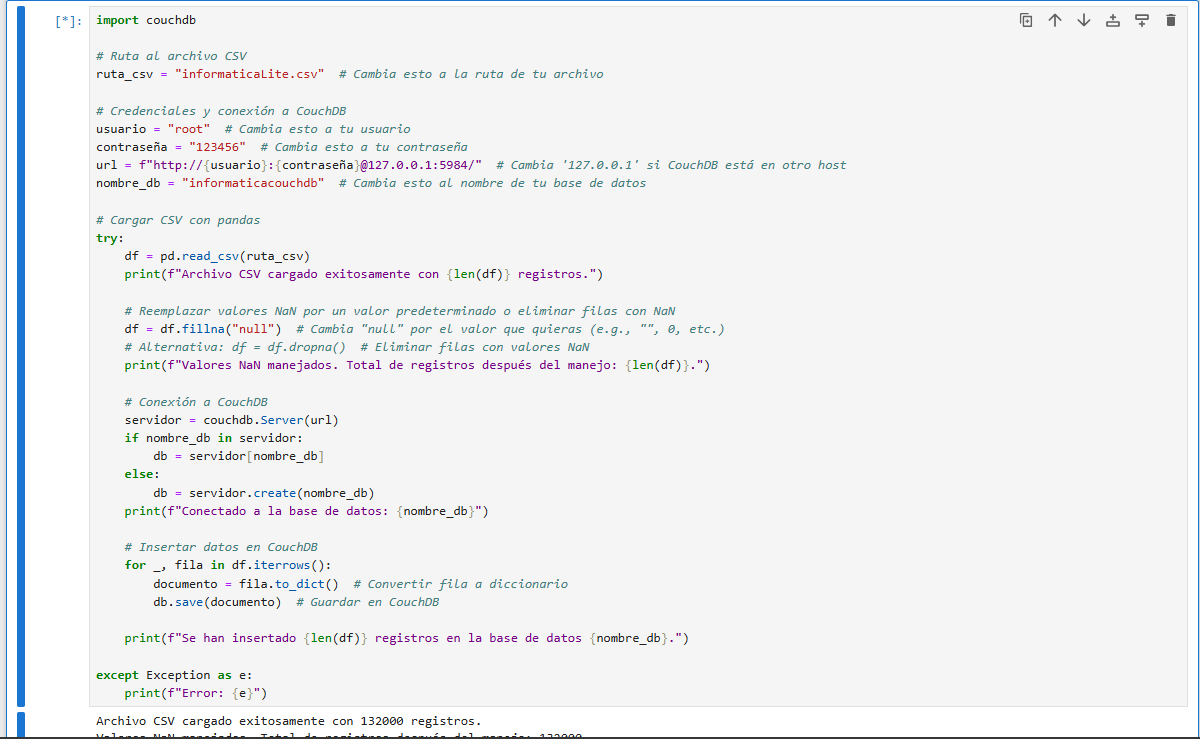 [*]: import couchdb
# Ruta al archivo CSV
ruta_csv = "informaticaLite.csv"  # Cambia esto a la ruta de tu archivo
# Credenciales y conexión a CouchDB
usuario = "root"  # Cambia esto a tu usuario
contraseña = "123456"  # Cambia esto a tu contraseña
url = f"http://{usuario}:{contraseña}@127.0.0.1:5984/"  # Cambia '127.0.0.1' si CouchDB está en otro host
nombre_db = "informaticacouchdb"  # Cambia esto al nombre de tu base de datos
# Cargar CSV con pandas
try:
    df = pd.read_csv(ruta_csv)
    print(f"Archivo CSV cargado exitosamente con {len(df)} registros.")
    # Reemplazar valores NaN por un valor predeterminado o eliminar filas con NaN
    df = df.fillna("null")  # Cambia "null" por el valor que quieras (e.g., "", 0, etc.)
    # Alternativa: df = df.dropna()  # Eliminar filas con valores NaN
    print(f"Valores NaN manejados. Total de registros después del manejo: {len(df)}.")
    # Conexión a CouchDB
    servidor = couchdb.Server(url)
    if nombre_db in servidor:
        db = servidor[nombre_db]
    else:
        db = servidor.create(nombre_db)
    print(f"Conectado a la base de datos: {nombre_db}")
    # Insertar datos en CouchDB
    for _, fila in df.iterrows():
        documento = fila.to_dict()  # Convertir fila a diccionario
        db.save(documento)  # Guardar en CouchDB
    print(f"Se han insertado {len(df)} registros en la base de datos {nombre_db}.")
except Exception as e:
    print(f"Error: {e}")
Archivo CSV cargado exitosamente con 132000 registros.
Valores NaN manejados. Total de registros después del manejo: 132000.